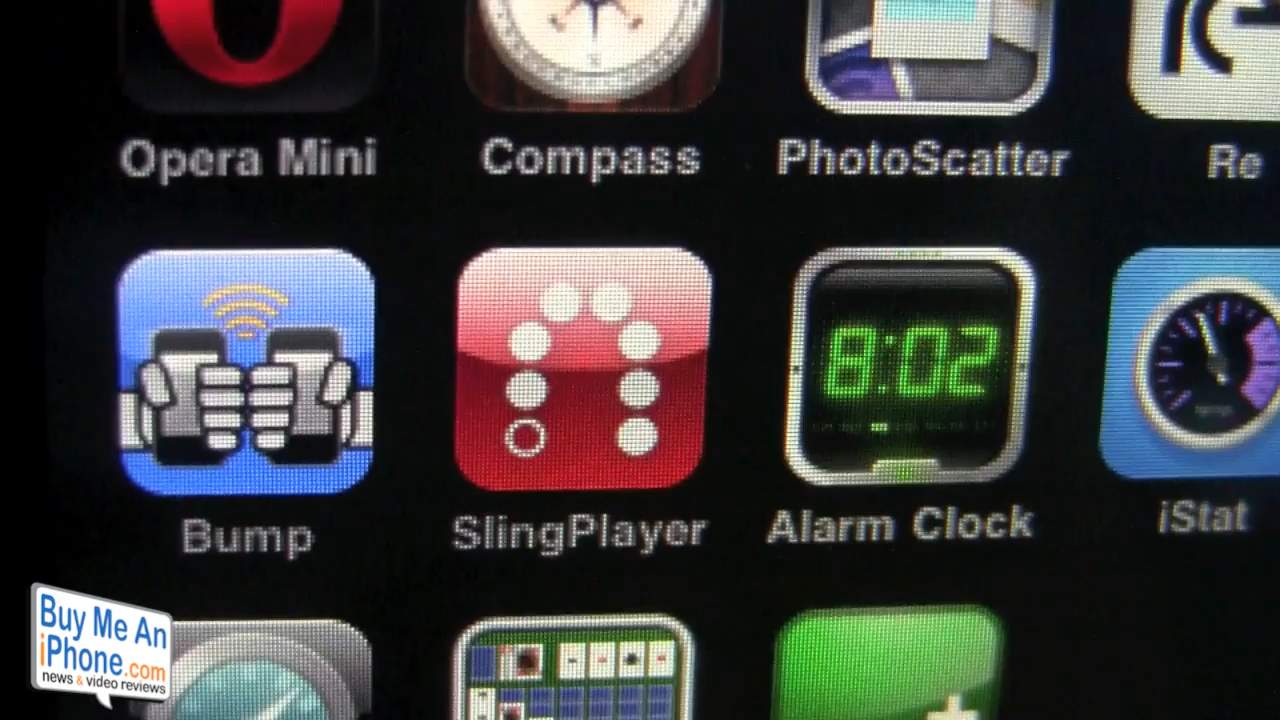 Opera Mini
Compass
PhotoScatter
Re
8:02
Bump
SlingPlayer
Alarm Clock
iStat
Buy Me An
iPhone.com
news & video reviews